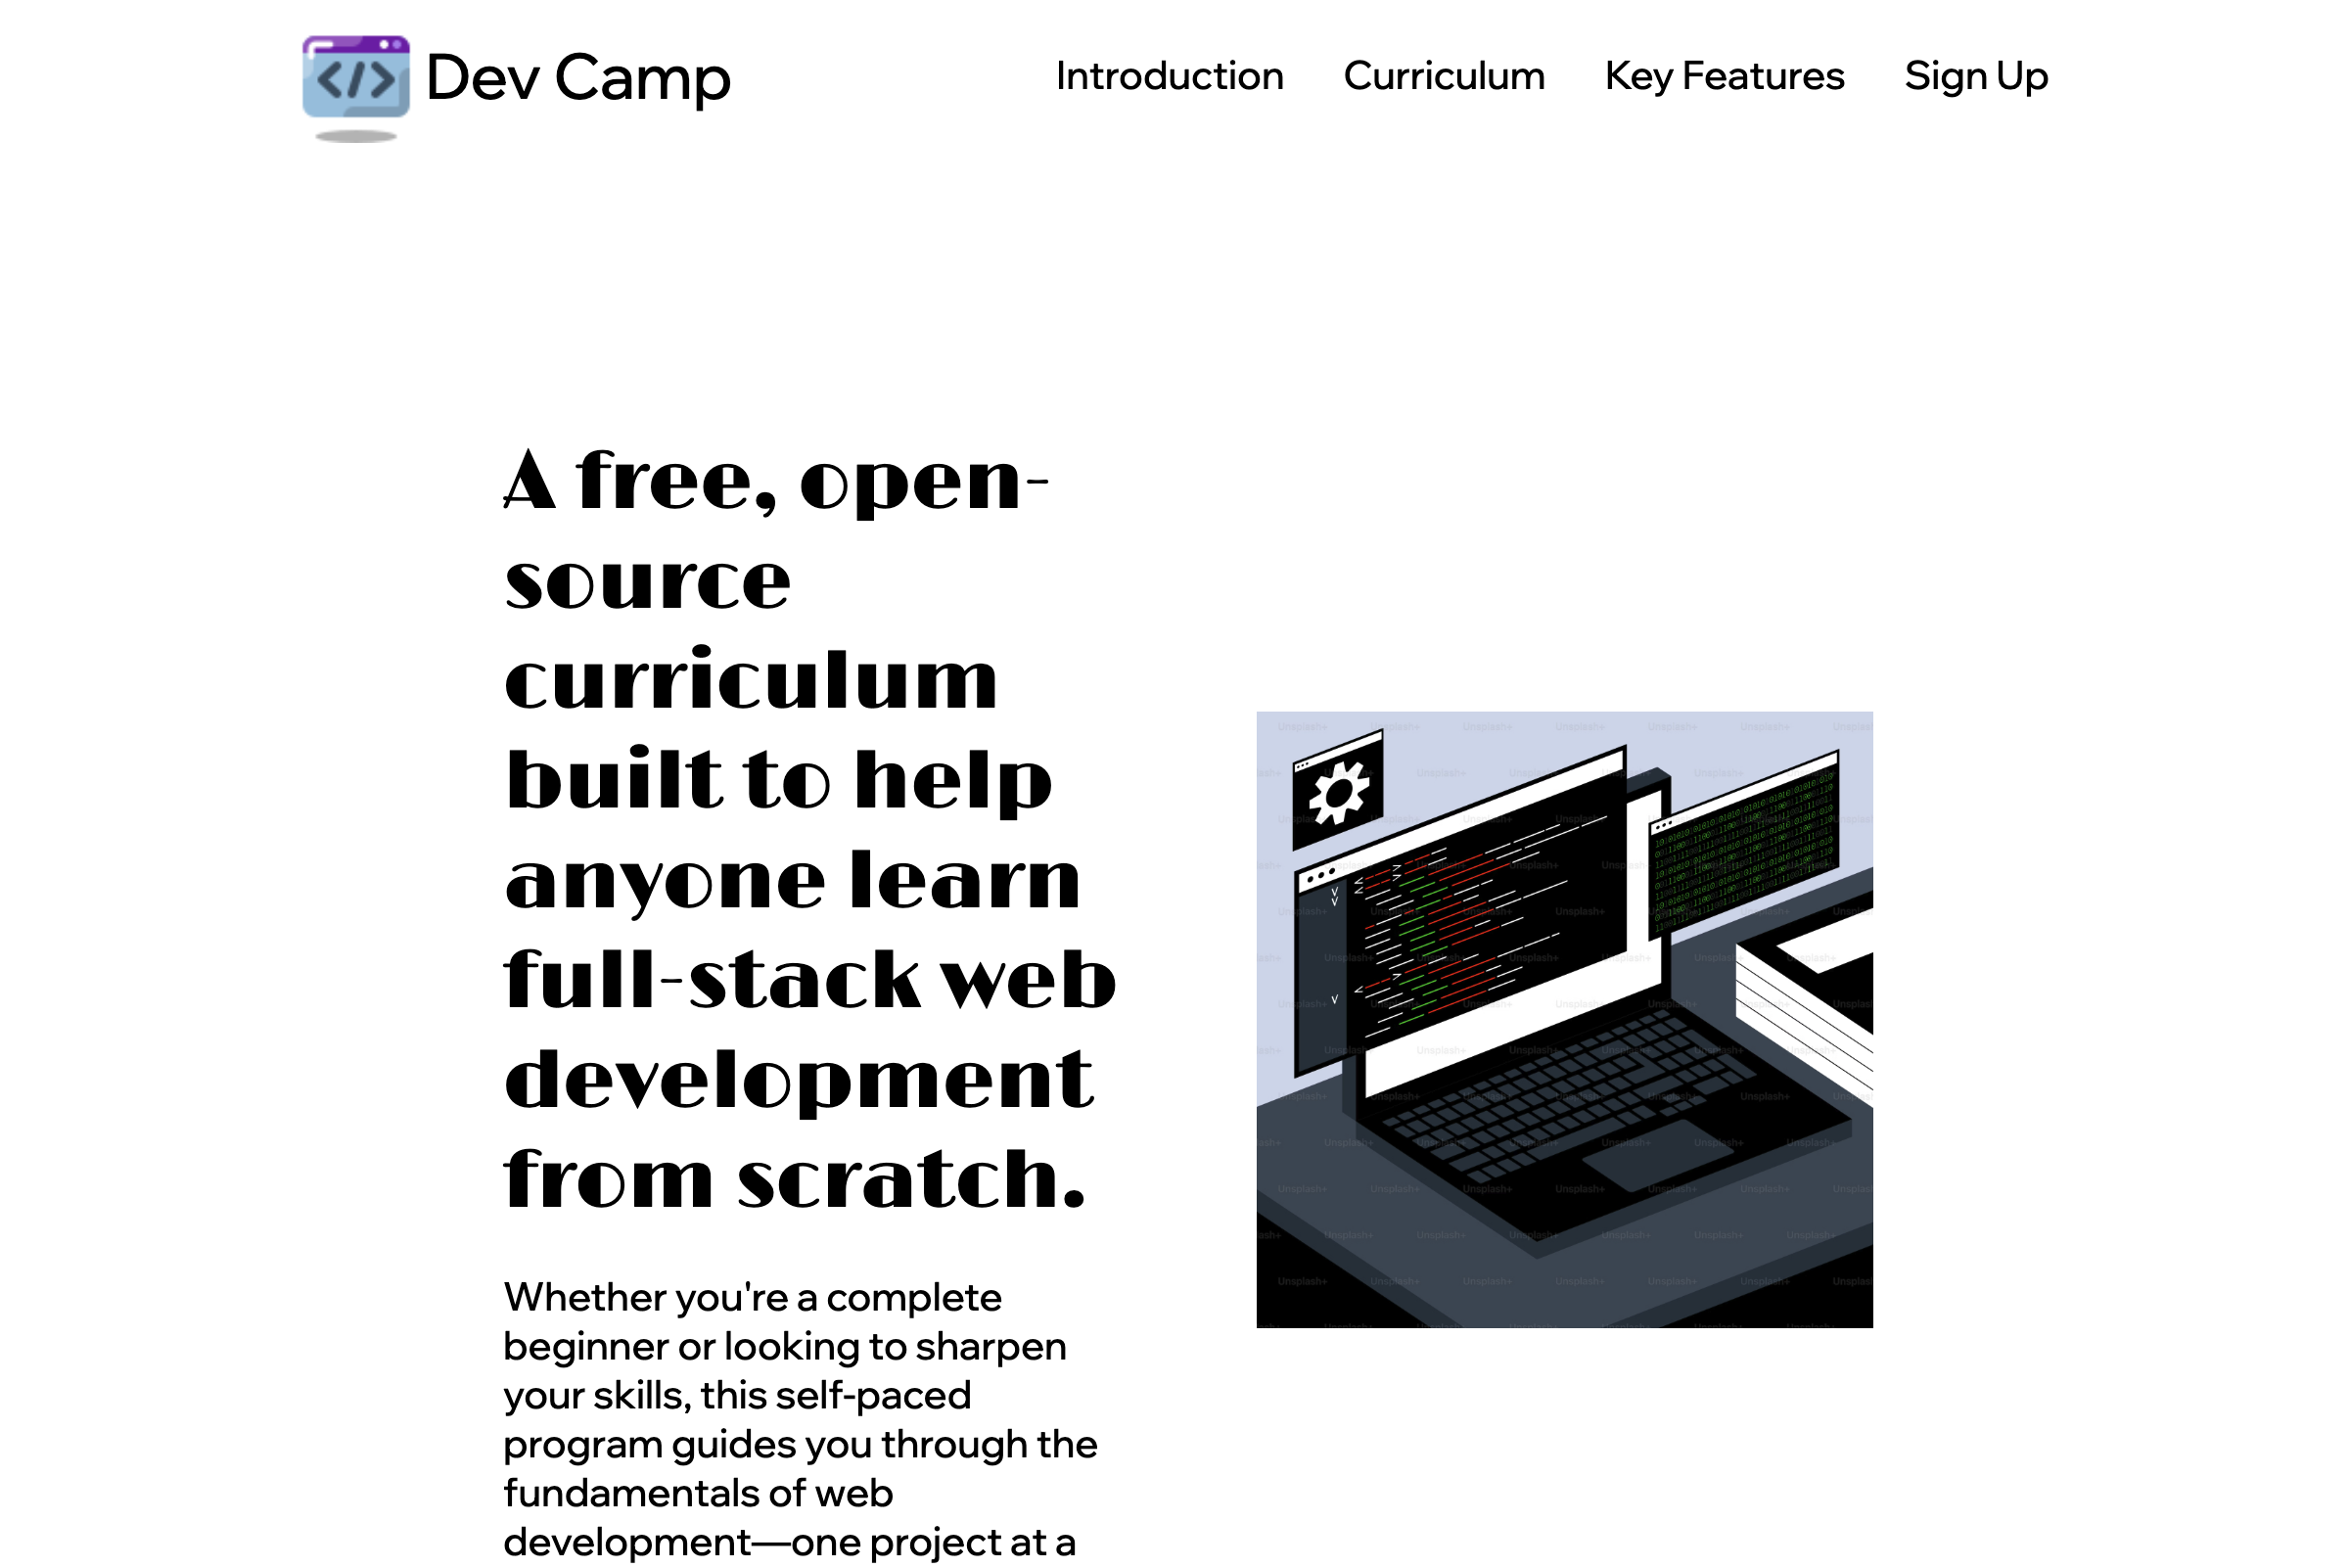 </> Dev Camp
Introduction
Curriculum
Key Features
Sign Up
A free, open-
source
curriculum
built to help
anyone learn
full-stack web
development
from scratch.
Whether you're a complete
beginner or looking to sharpen
your skills, this self-paced
program guides you through the
fundamentals of web
development—one project at a
Unsplash+